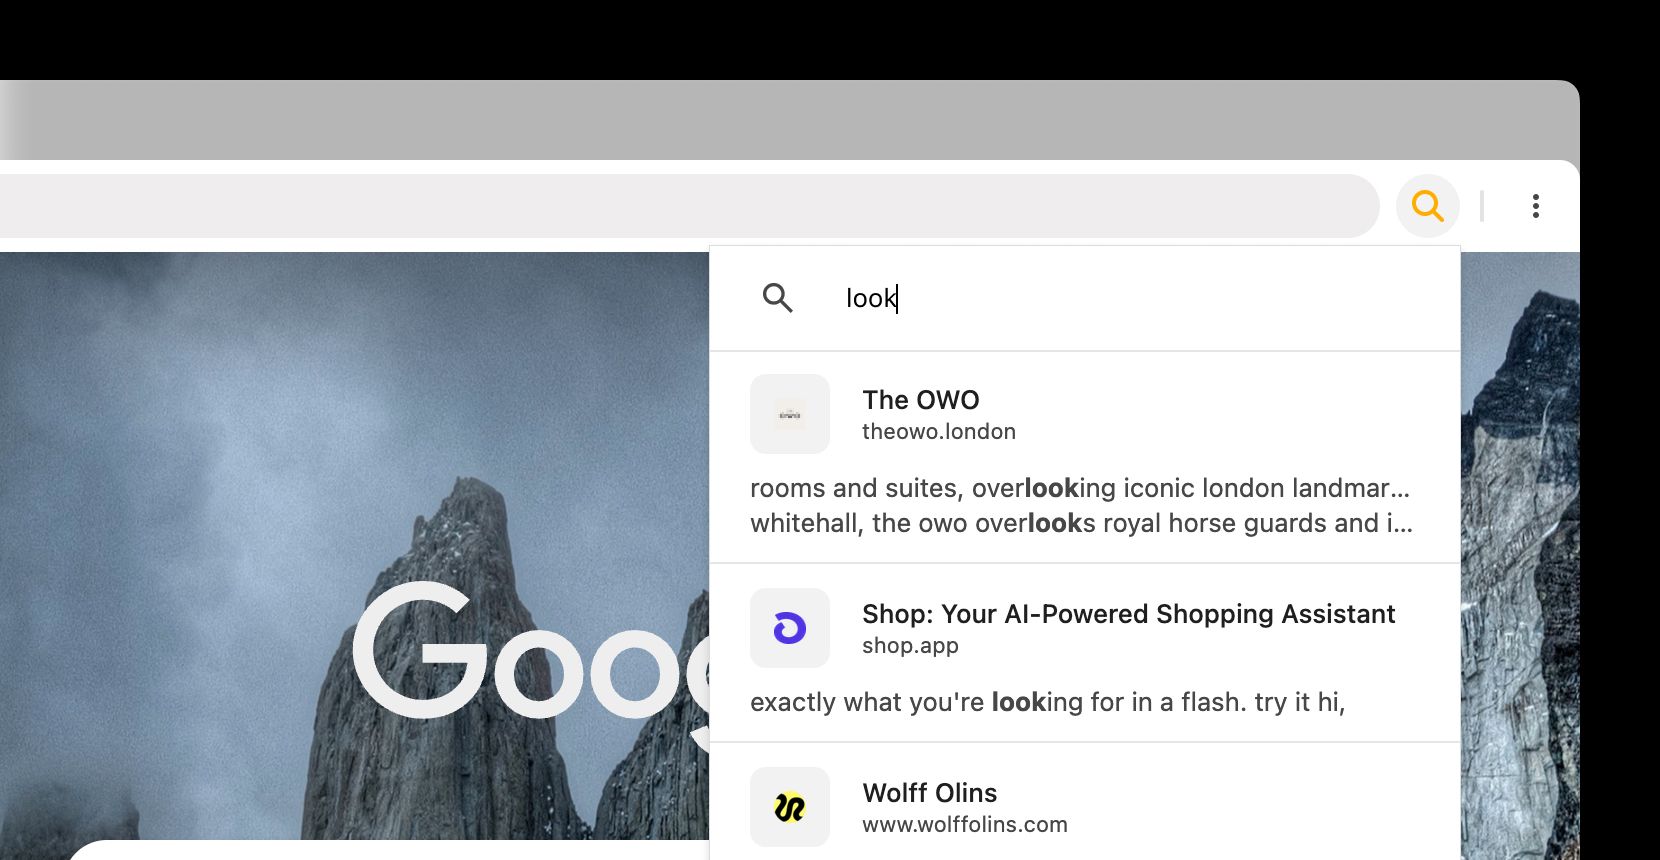 look
The OWO
theowo.london
rooms and suites, overlooking iconic london landmar...
whitehall, the owo overlooks royal horse guards and i...
Goog
Shop: Your AI-Powered Shopping Assistant
shop.app
exactly what you're looking for in a flash. try it hi,
Wolff Olins
www.wolffolins.com